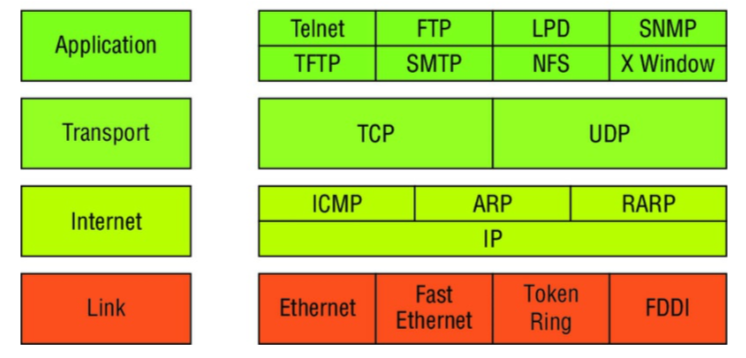 Application
Telnet FTP LPD SNMP
TFTP SMTP NFS X Window
Transport
TCP UDP
Internet
ICMP ARP RARP
IP
Link
Ethernet
Fast
Ethernet
Token
Ring
FDDI